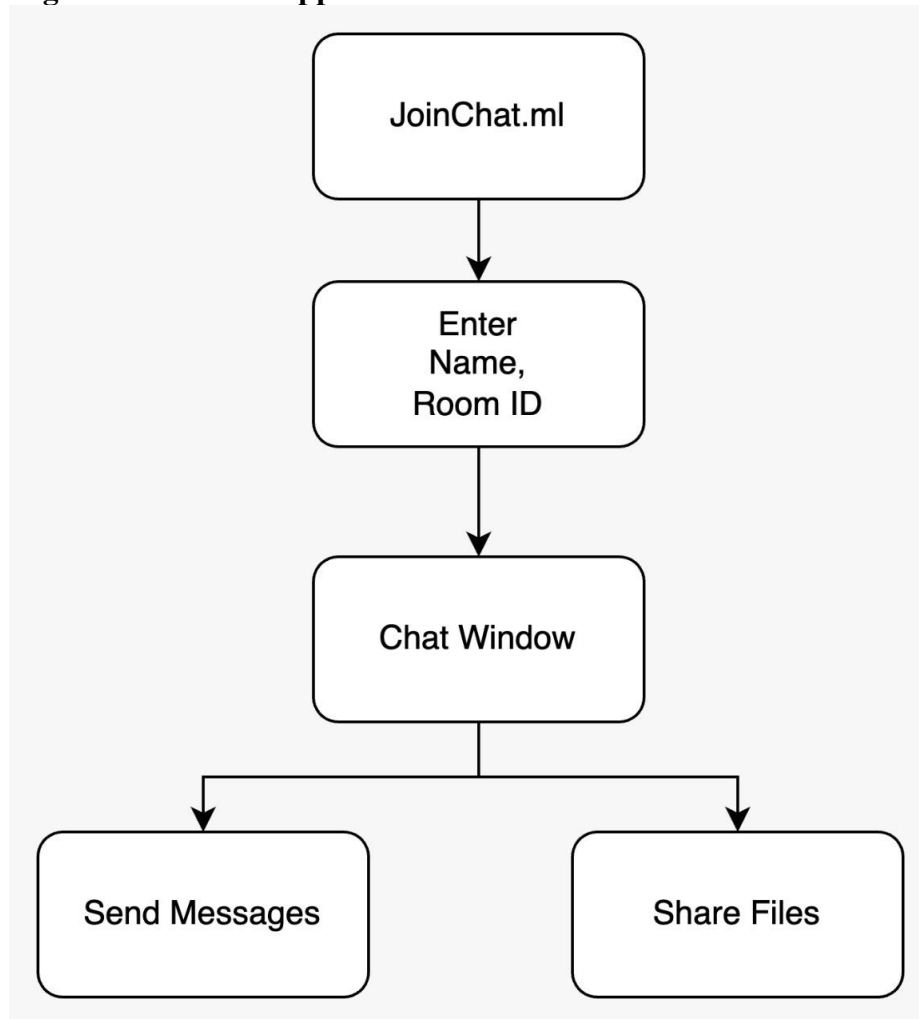 JoinChat.ml
Enter
Name,
Room ID
Chat Window
Send Messages
Share Files